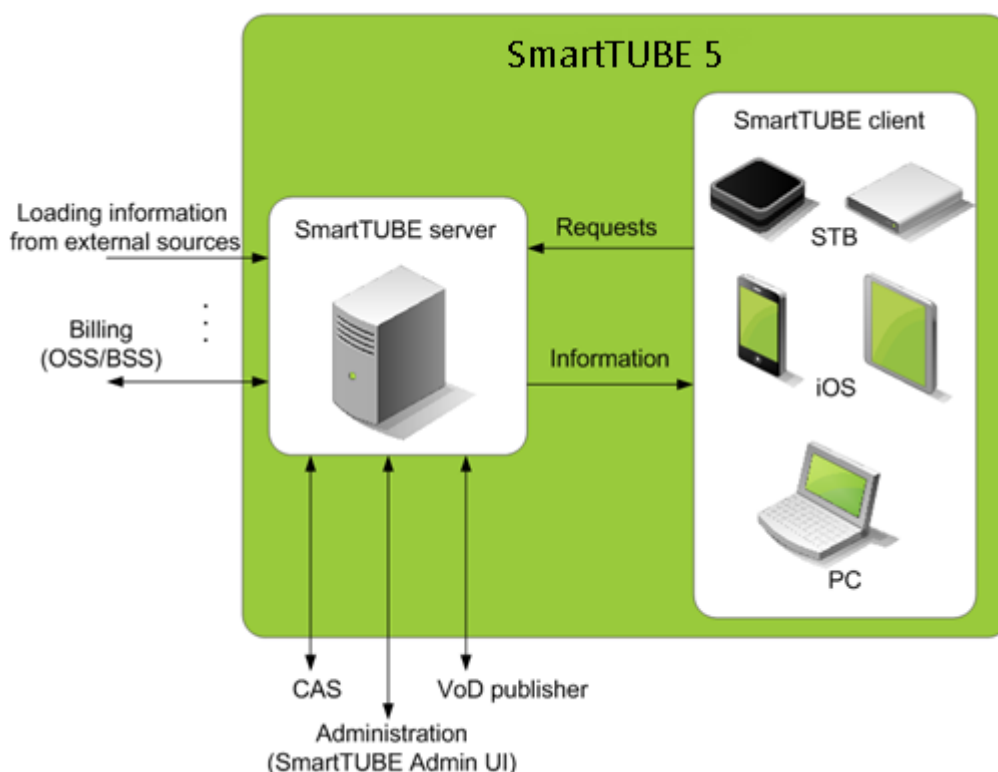 SmartTUBE 5
SmartTUBE client
STB
iOS
PC
SmartTUBE server
Requests
Information
Loading information
from external sources
Billing
(OSS/BSS)
CAS
VoD publisher
Administration
(SmartTUBE Admin UI)